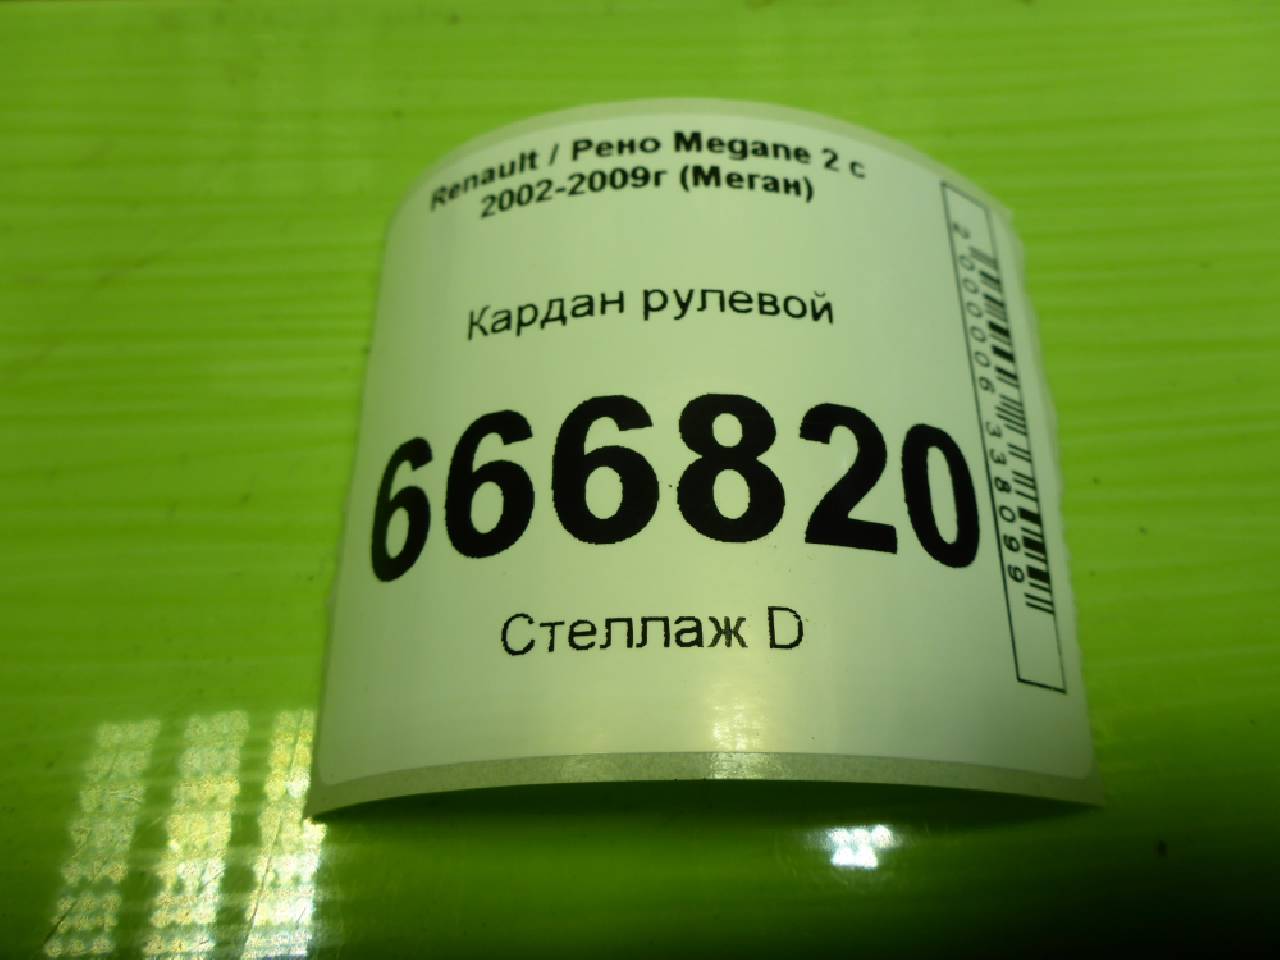 Renault / Рено Megane 2 с
2002-2009г (Меган)
Кардан рулевой
666820
Стеллаж D
2000006338099